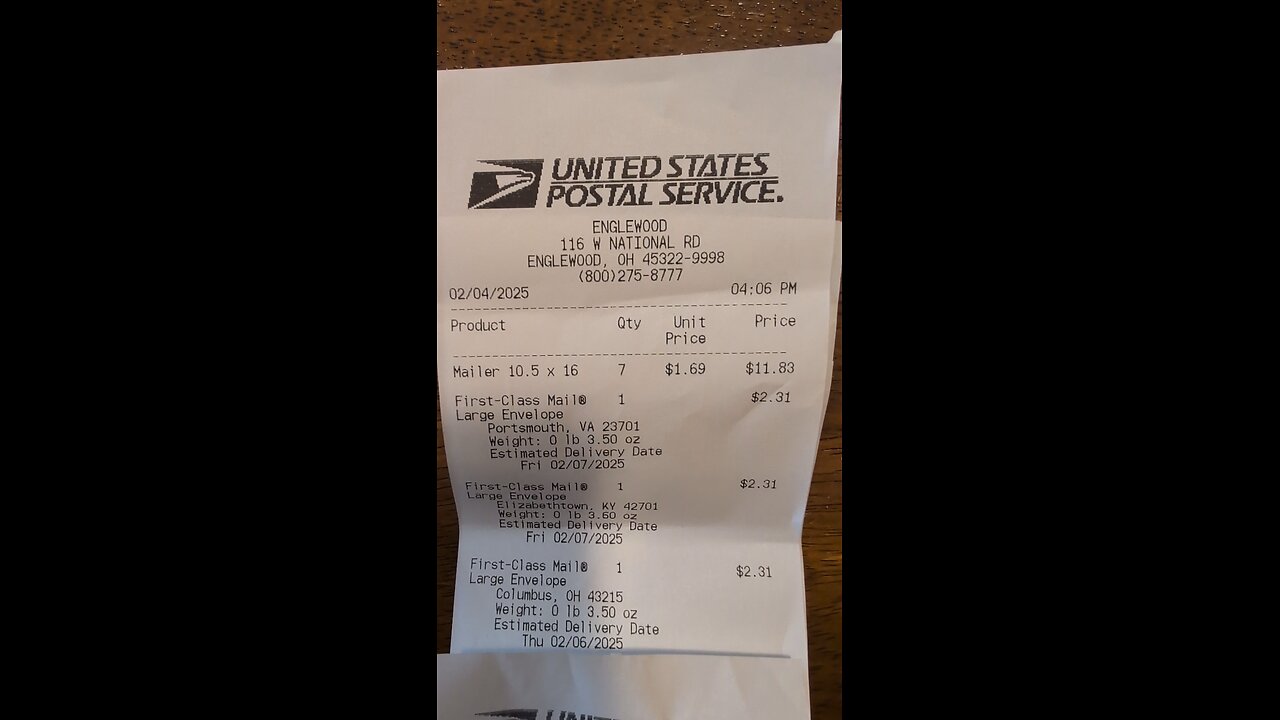 UNITED STATES
POSTAL SERVICE.
ENGLEWOOD
116 W NATIONAL RD
ENGLEWOOD, OH 45322-9998
(800)275-8777
02/04/2025 04:06 PM
Product Qty Unit Price
Price
Mailer 10.5 x 16 7 $1.69 $11.83
First-Class Mail® 1 $2.31
Large Envelope
Portsmouth, VA 23701
Weight: 0 lb 3.50 oz
Estimated Delivery Date
Fri 02/07/2025
First-Class Mail® 1 $2.31
Large Envelope
Elizabethtown, KY 42701
Weight: 0 lb 3.60 oz
Estimated Delivery Date
Fri 02/07/2025
First-Class Mail® 1 $2.31
Large Envelope
Columbus, OH 43215
Weight: 0 lb 3.50 oz
Estimated Delivery Date
Thu 02/06/2025